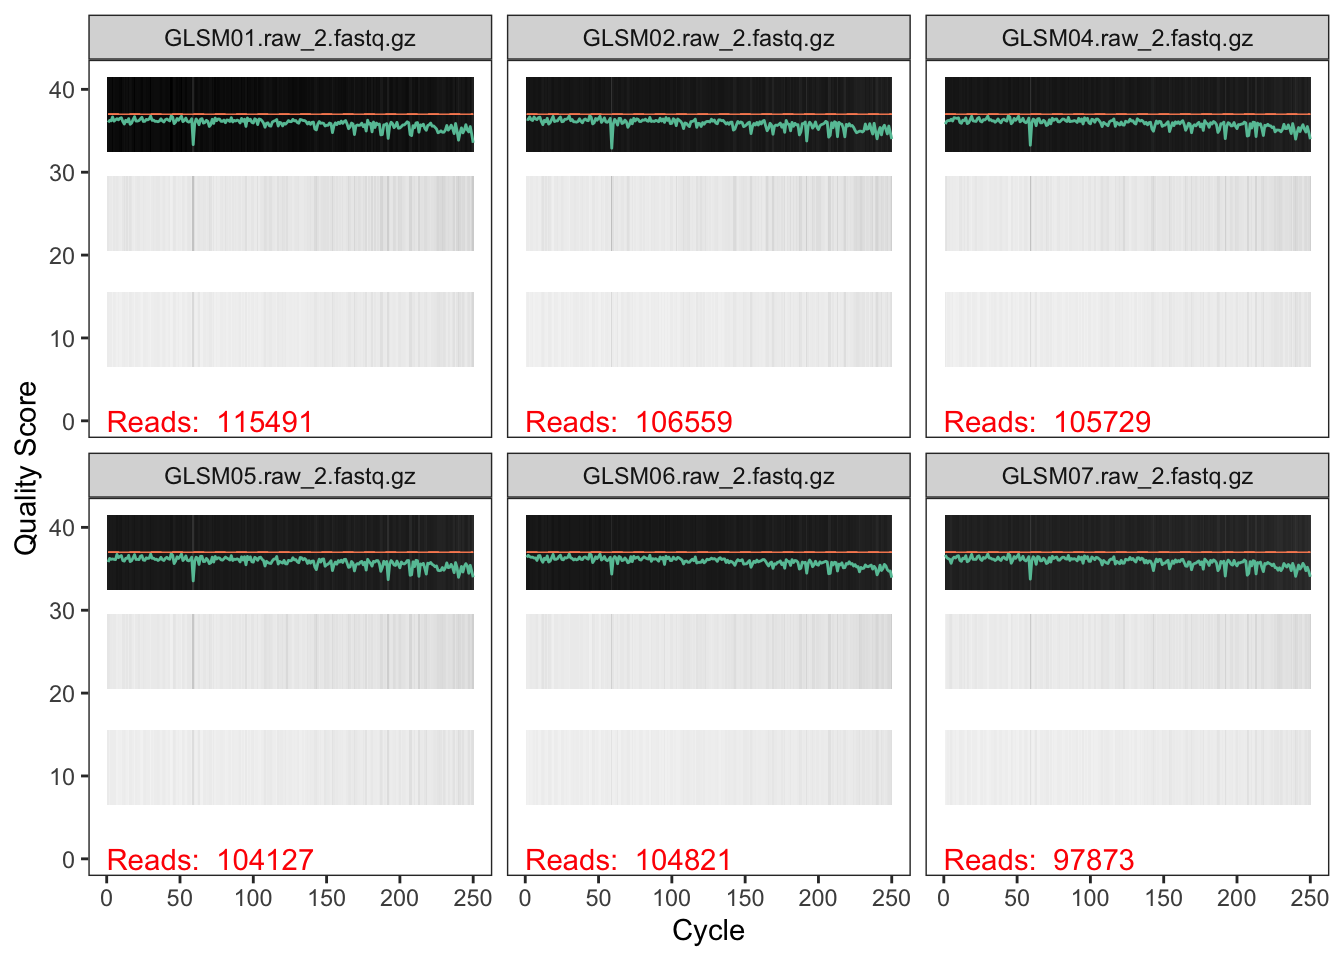 GLSM01.raw_2.fastq.gz GLSM02.raw_2.fastq.gz GLSM04.raw_2.fastq.gz
40
30
20
10
0
Reads: 115491 Reads: 106559 Reads: 105729
Quality Score
GLSM05.raw_2.fastq.gz GLSM06.raw_2.fastq.gz GLSM07.raw_2.fastq.gz
40
30
20
10
0
Reads: 104127 Reads: 104821 Reads: 97873
0 50 100 150 200 250 0 50 100 150 200 250 0 50 100 150 200 250
Cycle